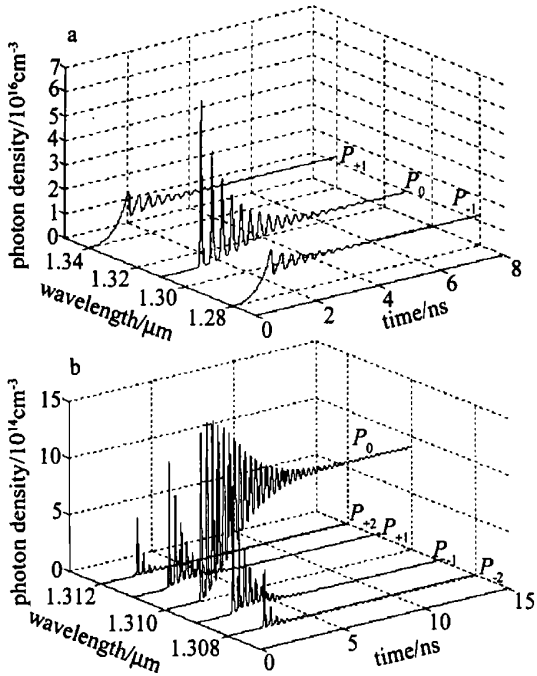 a
photon density/10¹⁶cm⁻³
7
6
5
4
3
2
1
0
1.34
1.32
1.30
1.28
wavelength/μm
0
2
4
6
8
time/ns
P₊₁
P₀
P₋₁
b
photon density/10¹⁴cm⁻³
15
10
5
0
1.312
1.310
1.308
wavelength/μm
0
5
10
15
time/ns
P₀
P₊₂
P₊₁
P₋₁
P₋₂